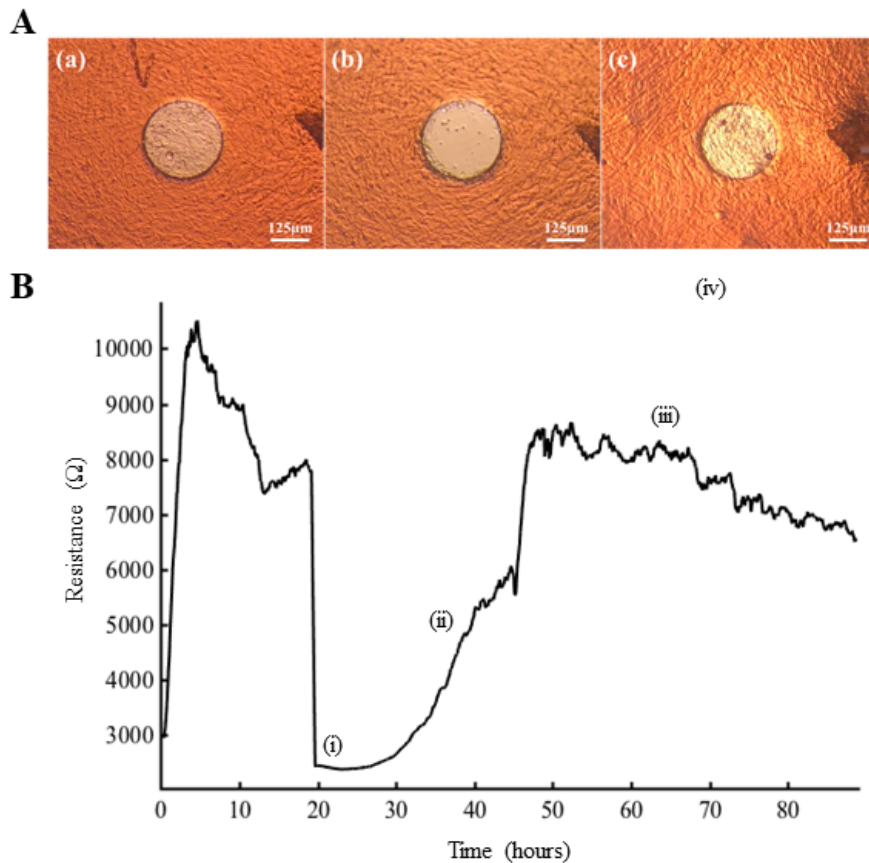 A
(a)
(b)
(c)
125µm
125µm
125µm
B
(iv)
10000
9000
(iii)
8000
7000
6000
(ii)
5000
4000
3000
(i)
Resistance (Ω)
0 10 20 30 40 50 60 70 80
Time (hours)